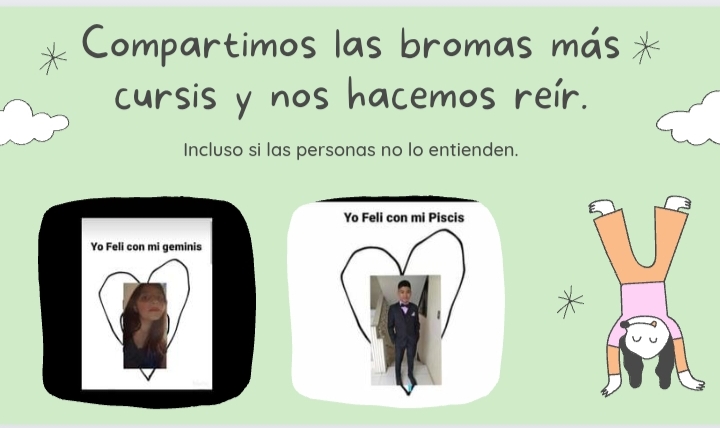 Compartimos las bromas más
cursis y nos hacemos reír.
Incluso si las personas no lo entienden.
Yo Feli con mi geminis
Yo Feli con mi Piscis